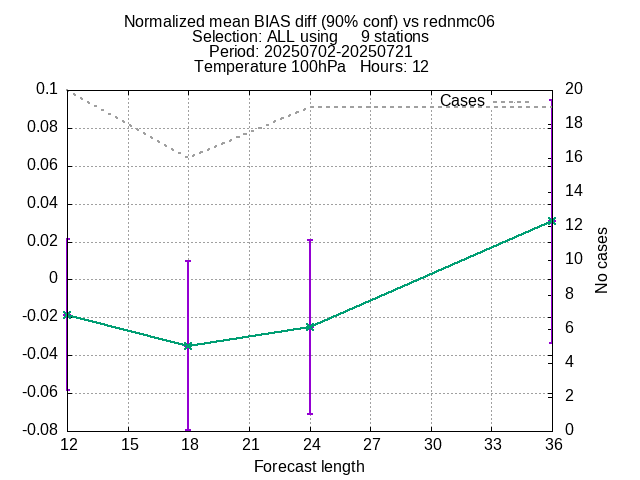 Normalized mean BIAS diff (90% conf) vs rednmc06
Selection: ALL using     9 stations
Period: 20250702-20250721
Temperature 100hPa   Hours: 12
Cases
0.1
0.08
0.06
0.04
0.02
0
-0.02
-0.04
-0.06
-0.08
20
18
16
14
12
10
8
6
4
2
0
No cases
12 15 18 21 24 27 30 33 36
Forecast length